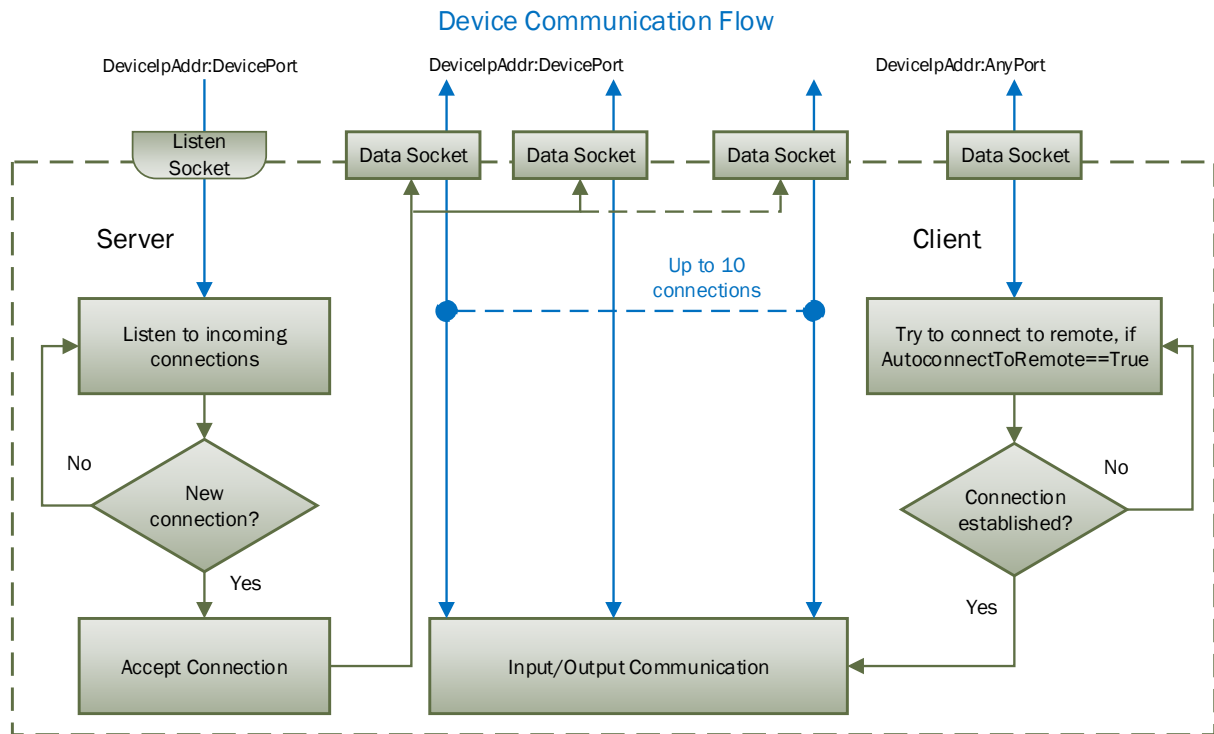 Device Communication Flow
DeviceIpAddr:DevicePort
DeviceIpAddr:DevicePort
DeviceIpAddr:AnyPort
Listen
Socket
Data Socket
Data Socket
Data Socket
Data Socket
Server
Client
Up to 10
connections
Listen to incoming
connections
Try to connect to remote, if
AutoconnectToRemote==True
No
New
connection?
Yes
No
Connection
established?
Yes
Accept Connection
Input/Output Communication